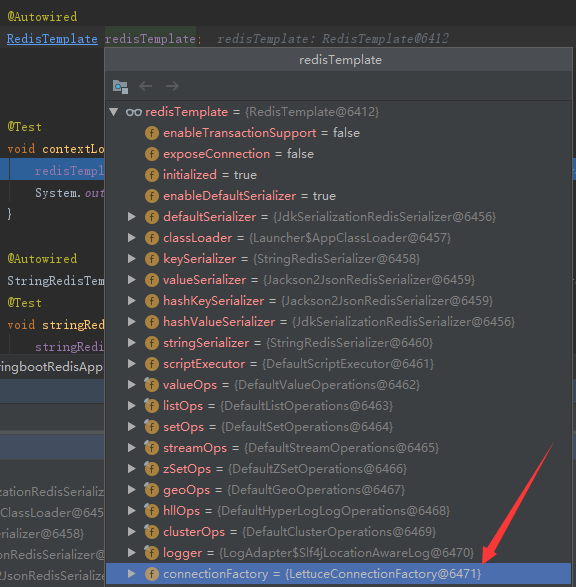 @Autowired
RedisTemplate redisTemplate; redisTemplate: RedisTemplate@6412
redisTemplate
redisTemplate = {RedisTemplate@6412}
enableTransactionSupport = false
@Test
exposeConnection = false
void contextLo
initialized = true
redisTempl
enableDefaultSerializer = true
System.out
defaultSerializer = {JdkSerializationRedisSerializer@6456}
}
classLoader = {Launcher$AppClassLoader@6457}
@Autowired
keySerializer = {StringRedisSerializer@6458}
StringRedisTem
valueSerializer = {Jackson2JsonRedisSerializer@6459}
@Test
hashKeySerializer = {Jackson2JsonRedisSerializer@6459}
void stringRed
hashValueSerializer = {JdkSerializationRedisSerializer@6456}
stringRedi
stringSerializer = {StringRedisSerializer@6460}
ringbootRedisApp
scriptExecutor = {DefaultScriptExecutor@6461}
valueOps = {DefaultValueOperations@6462}
listOps = {DefaultListOperations@6463}
setOps = {DefaultSetOperations@6464}
streamOps = {DefaultStreamOperations@6465}
zSetOps = {DefaultZSetOperations@6466}
geoOps = {DefaultGeoOperations@6467}
izationRedisSerializ
hllOps = {DefaultHyperLogLogOperations@6468}
ClassLoader@645
clusterOps = {DefaultClusterOperations@6469}
erializer@6458}
logger = {LogAdapter$Slf4jLocationAwareLog@6470}
onRedisSerializer@
connectionFactory = {LettuceConnectionFactory@6471}